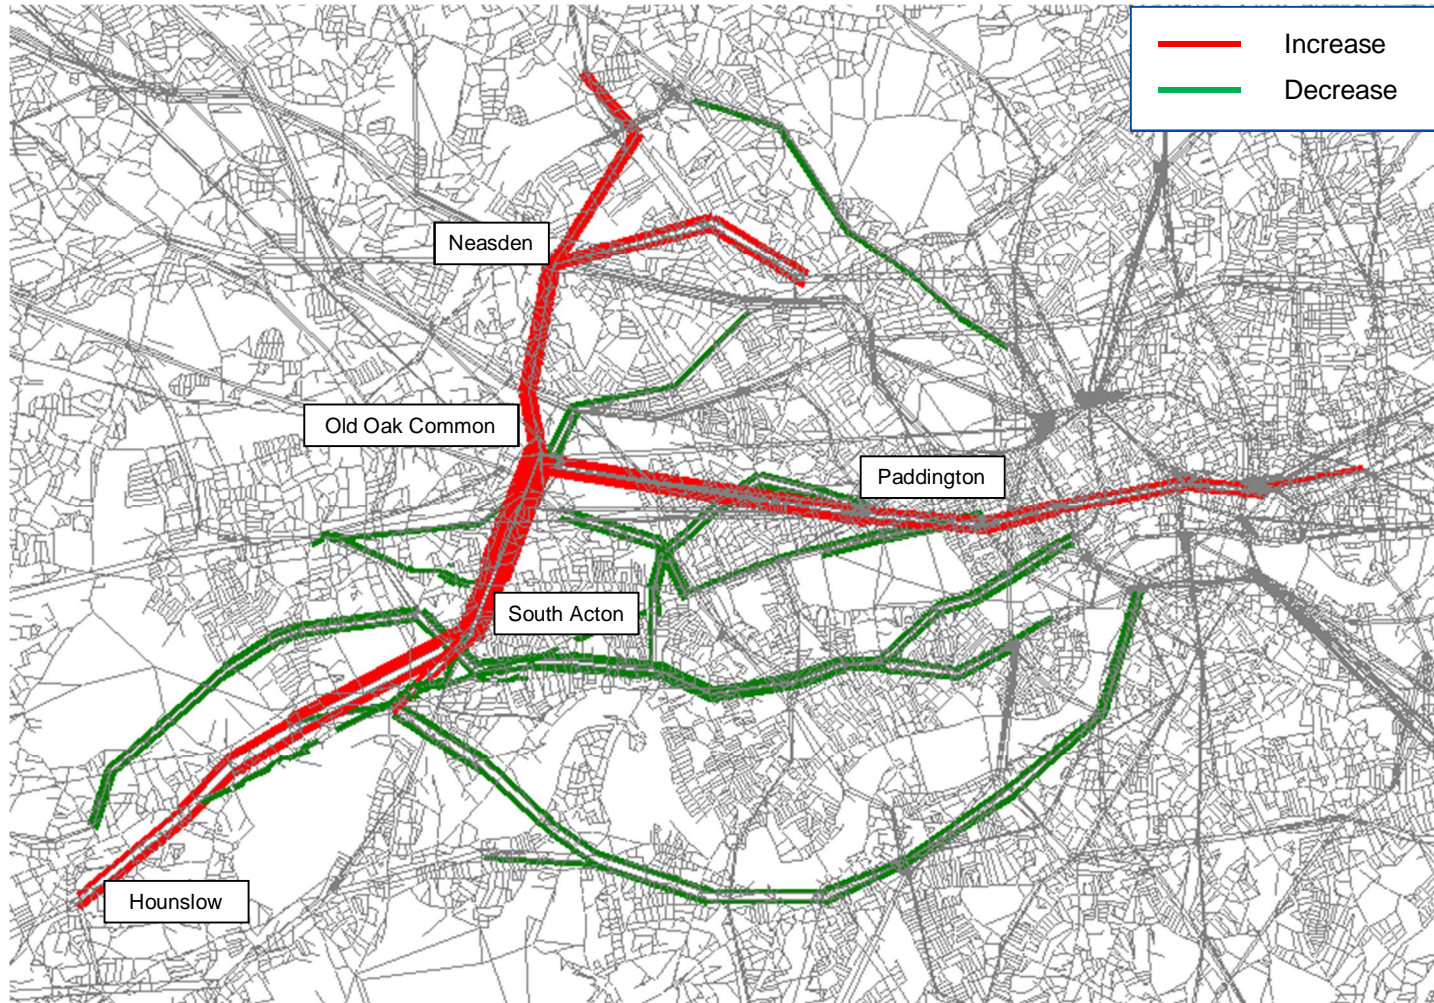 Increase
Decrease
Neasden
Old Oak Common
Paddington
South Acton
Hounslow